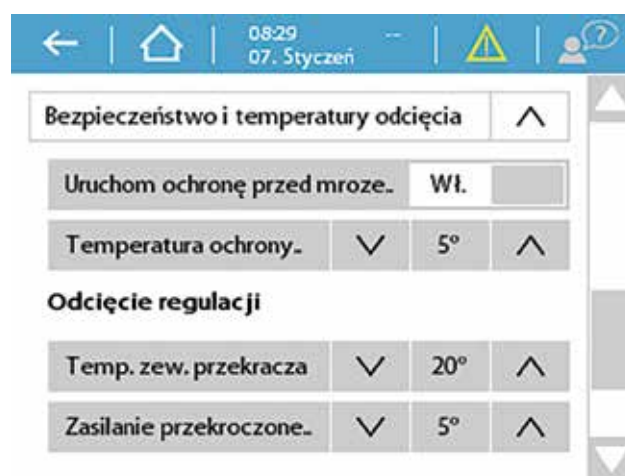 08:29 --
07. Styczeń
?
Bezpieczeństwo i temperatury odcięcia
Uruchom ochronę przed mroze.. Wł.
Temperatura ochrony.. 5°
Odcięcie regulacji
Temp. zew. przekracza 20°
Zasilanie przekroczone.. 5°